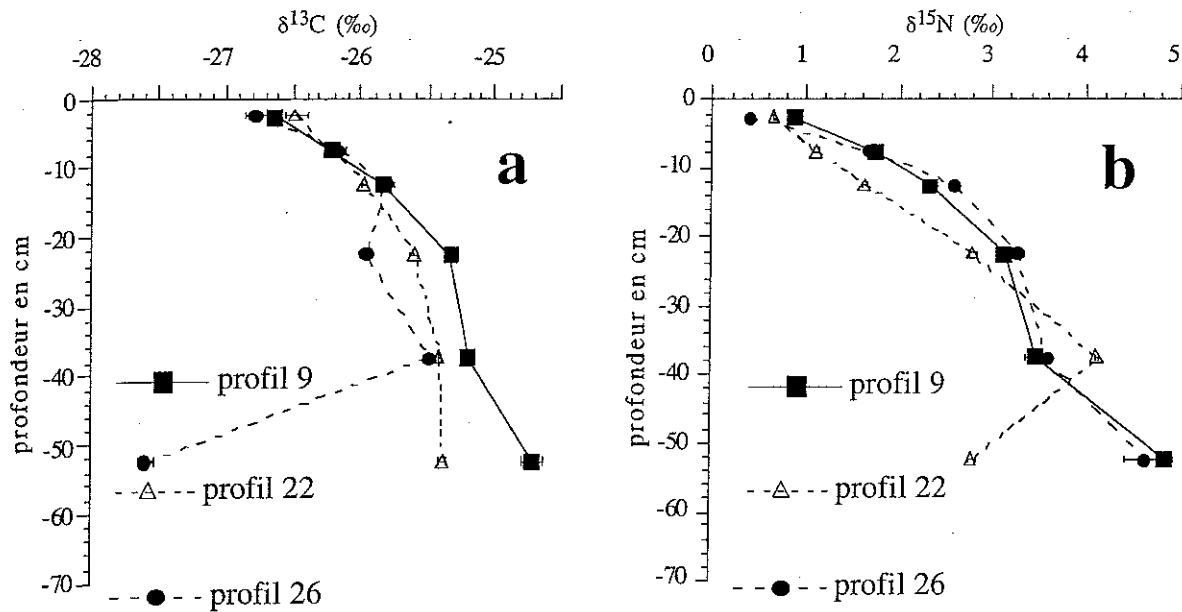 δ¹³C (‰)
-28 -27 -26 -25
0
-10
-20
-30
-40
-50
-60
-70
profondeur en cm
a
profil 9
profil 22
profil 26
δ¹⁵N (‰)
0 1 2 3 4 5
0
-10
-20
-30
-40
-50
-60
-70
profondeur en cm
b
profil 9
profil 22
profil 26